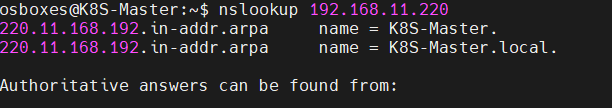 osboxes@K8S-Master:~$ nslookup 192.168.11.220
220.11.168.192.in-addr.arpa     name = K8S-Master.
220.11.168.192.in-addr.arpa     name = K8S-Master.local.
Authoritative answers can be found from: